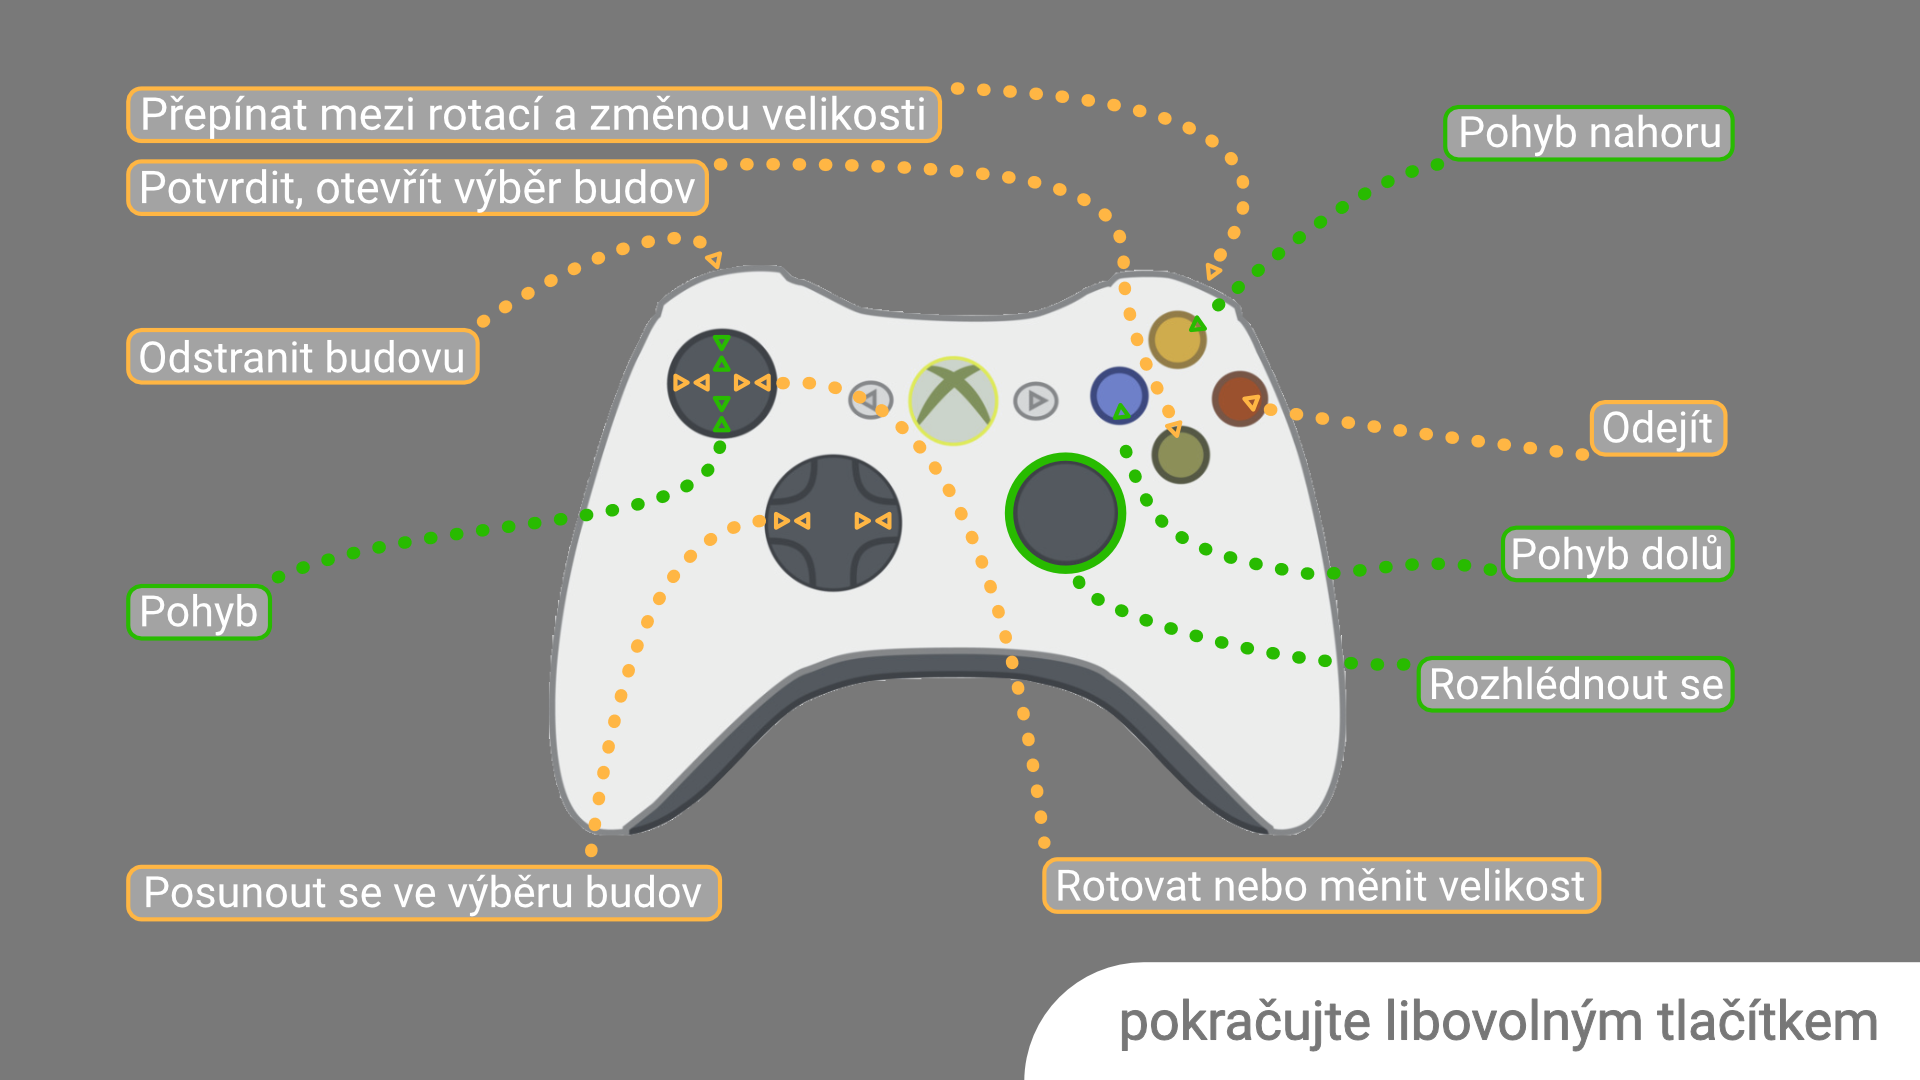 Přepínat mezi rotací a změnou velikosti
Pohyb nahoru
Potvrdit, otevřít výběr budov
Odstranit budovu
Odejít
Pohyb dolů
Pohyb
Rozhlédnout se
Posunout se ve výběru budov
Rotovat nebo měnit velikost
pokračujte libovolným tlačítkem